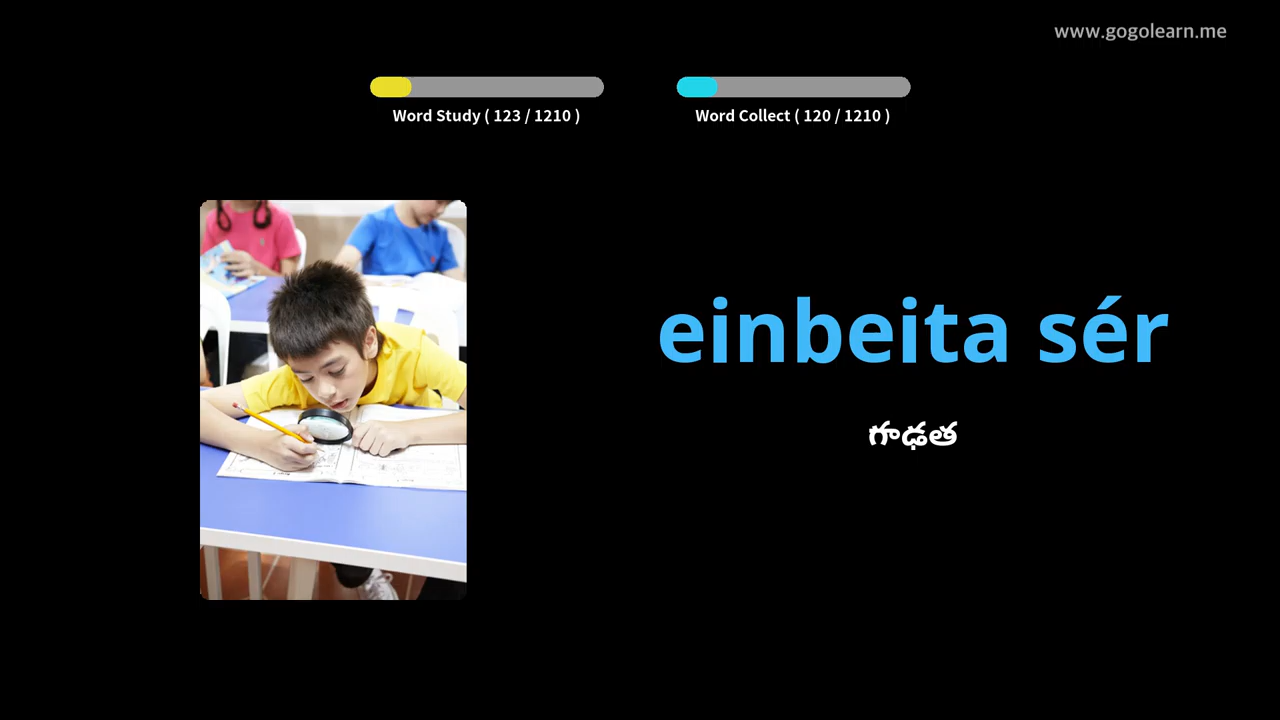 www.gogolearn.me
Word Study ( 123 / 1210 )
Word Collect ( 120 / 1210 )
einbeita sér
గాఢత